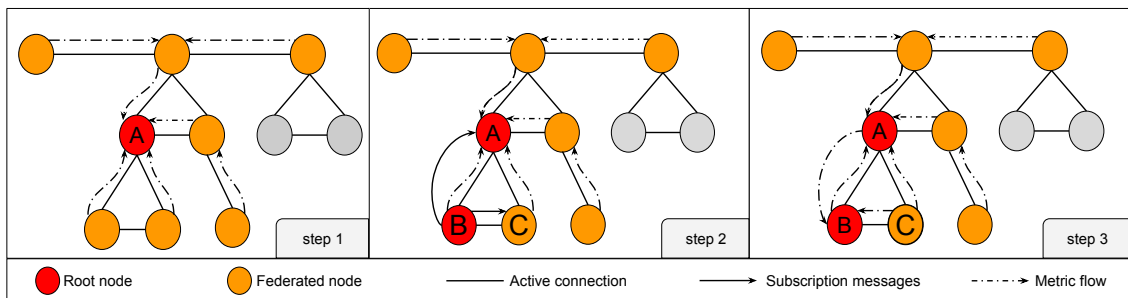 A
step 1
A
B C
step 2
A
B C
step 3
Root node Federated node Active connection Subscription messages Metric flow